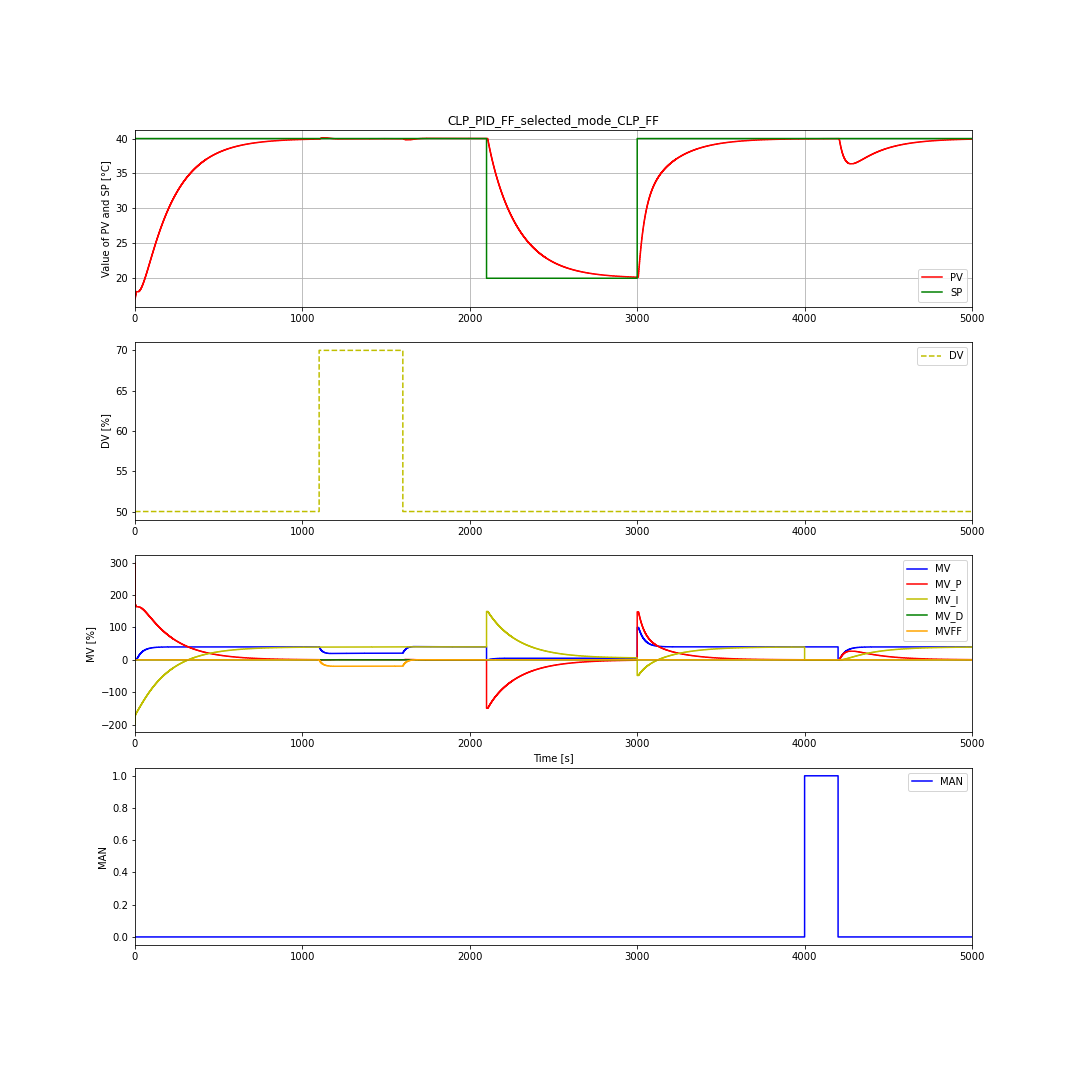 CLP_PID_FF_selected_mode_CLP_FF
Value of PV and SP [°C]
40
35
30
25
20
PV
SP
0 1000 2000 3000 4000 5000
DV [%]
70
65
60
55
50
DV
0 1000 2000 3000 4000 5000
MV [%]
300
200
100
0
−100
−200
MV
MV_P
MV_I
MV_D
MVFF
0 1000 2000 3000 4000 5000
Time [s]
MAN
1.0
0.8
0.6
0.4
0.2
0.0
MAN
0 1000 2000 3000 4000 5000